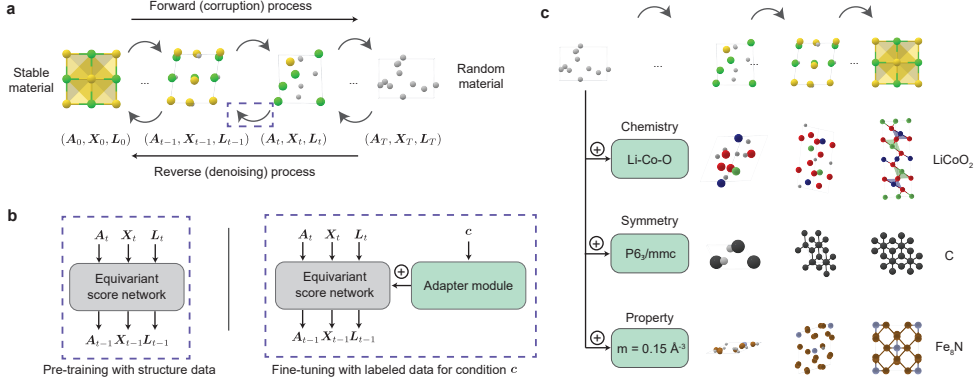 a
Forward (corruption) process
Stable
material
...
...
Random
material
(A₀, X₀, L₀)
(Aₜ₋₁, Xₜ₋₁, Lₜ₋₁)
(Aₜ, Xₜ, Lₜ)
(A_T, X_T, L_T)
Reverse (denoising) process
b
Aₜ Xₜ Lₜ
Equivariant
score network
Aₜ₋₁ Xₜ₋₁ Lₜ₋₁
Pre-training with structure data
Aₜ Xₜ Lₜ
c
Equivariant
score network
+
Adapter module
Aₜ₋₁ Xₜ₋₁ Lₜ₋₁
Fine-tuning with labeled data for condition c
c
...
...
...
Chemistry
+
Li-Co-O
LiCoO₂
Symmetry
+
P6₃/mmc
C
Property
+
m = 0.15 Å⁻³
Fe₈N